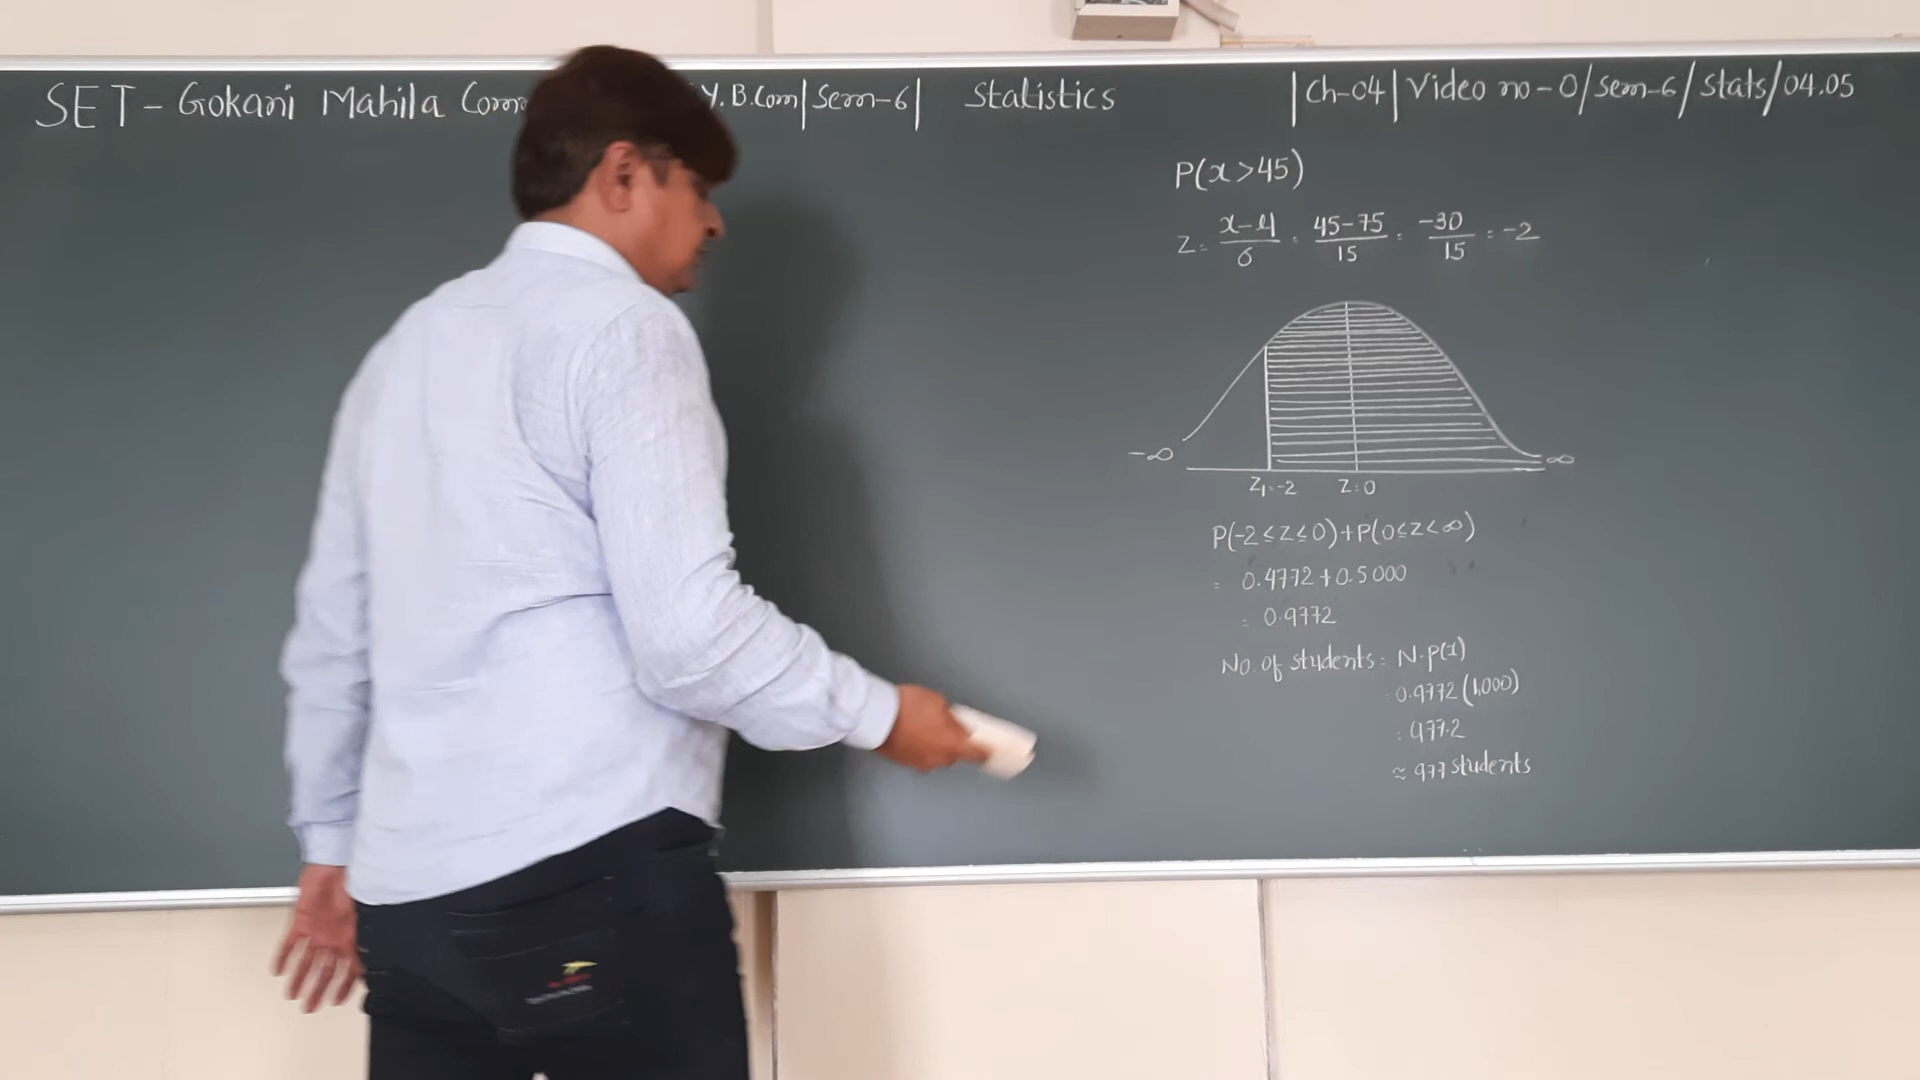 SET - Gokani Mahila Com Y. B.Com | Sem-6 | Statistics | Ch-04 | Video no - 0/sem-6/stats/04.05
P(x>45)
Z = x-μ/σ = 45-75/15 = -30/15 = -2
-∞ ∞
Z₁=-2 Z=0
P(-2≤Z≤0)+P(0≤Z<∞)
= 0.4772+0.5000
= 0.9772
No. of students = N.p(x)
= 0.9772 (1,000)
= 977.2
≈ 977 students